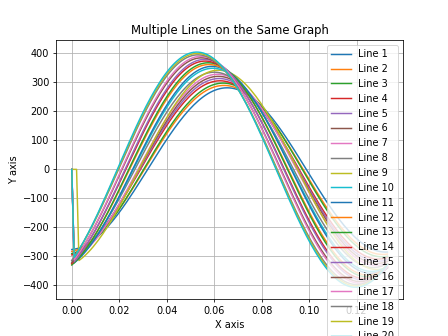 Multiple Lines on the Same Graph
Y axis
400
300
200
100
0
−100
−200
−300
−400
0.00
0.02
0.04
0.06
0.08
0.10
X axis
Line 1
Line 2
Line 3
Line 4
Line 5
Line 6
Line 7
Line 8
Line 9
Line 10
Line 11
Line 12
Line 13
Line 14
Line 15
Line 16
Line 17
Line 18
Line 19
Line 20